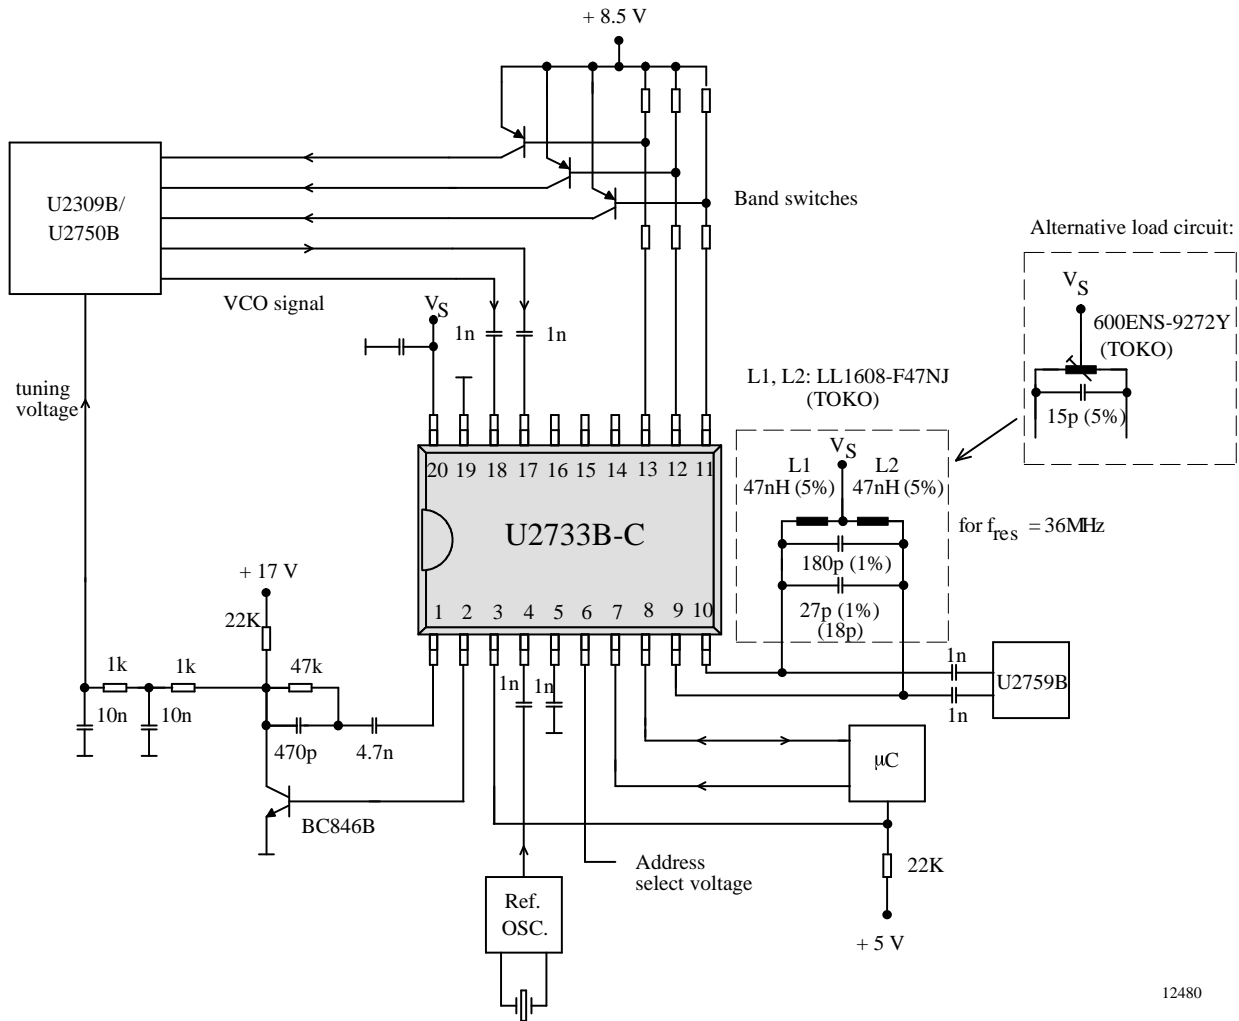 + 8.5 V
U2309B/
U2750B
Band switches
Alternative load circuit:
VS
600ENS-9272Y
(TOKO)
15p (5%)
VCO signal
VS
1n
1n
tuning
voltage
L1, L2: LL1608-F47NJ
(TOKO)
VS
L1
47nH (5%)
L2
47nH (5%)
180p (1%)
27p (1%)
(18p)
for fres = 36MHz
20 19 18 17 16 15 14 13 12 11
U2733B-C
1 2 3 4 5 6 7 8 9 10
+ 17 V
22K
1k
1k
47k
10n
10n
470p
4.7n
1n
1n
1n
1n
U2759B
BC846B
µC
22K
+ 5 V
Address
select voltage
Ref.
OSC.
12480